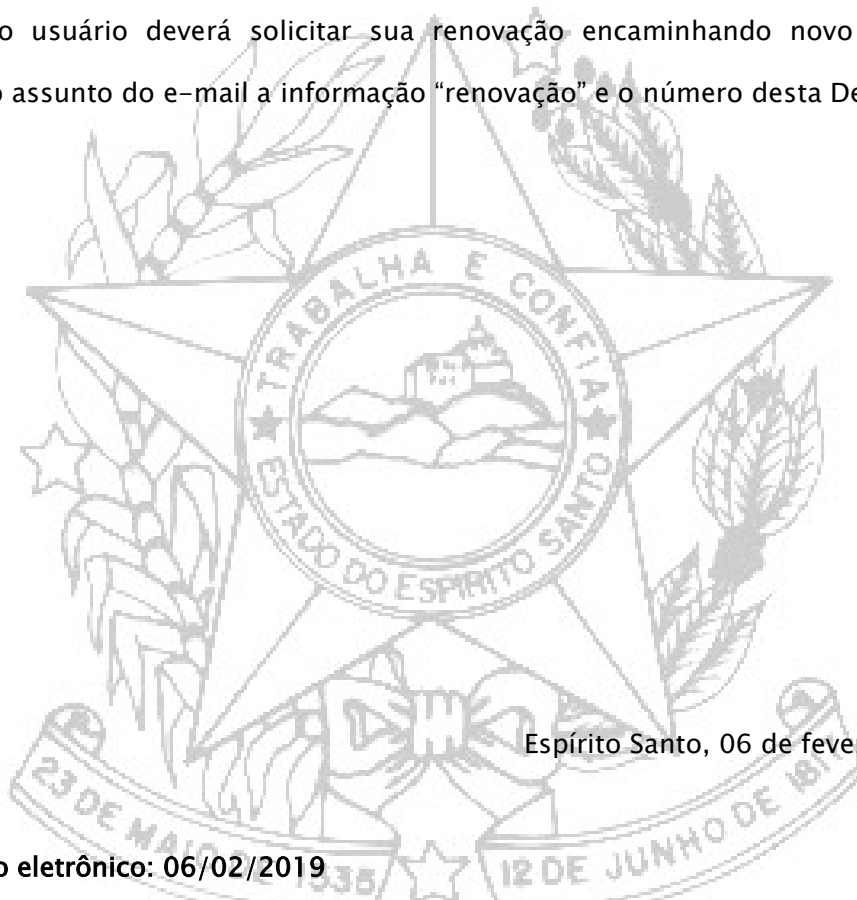 o usuário deverá solicitar sua renovação encaminhando novo
o assunto do e-mail a informação “renovação” e o número desta De
TRABALHA E CONFIA
ESTADO DO ESPIRITO SANTO
Espírito Santo, 06 de fever
23 DE MAIO DE 1535
12 DE JUNHO DE 1817
o eletrônico: 06/02/2019